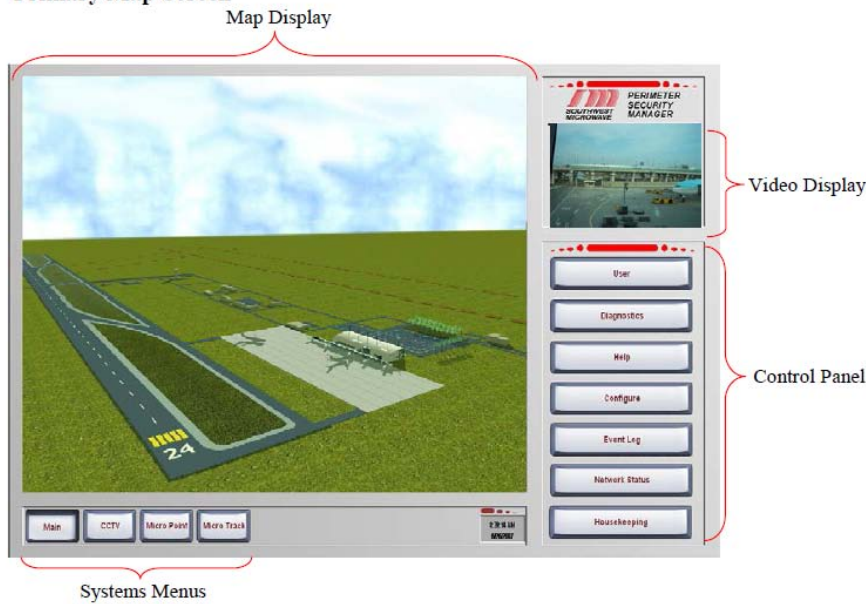 Map Display
SOUTHWEST
MICROWAVE
PERIMETER
SECURITY
MANAGER
Video Display
User
Diagnostics
Help
Configure
Event Log
Network Status
Housekeeping
Control Panel
24
Main
CCTV
Micro Point
Micro Track
Systems Menus